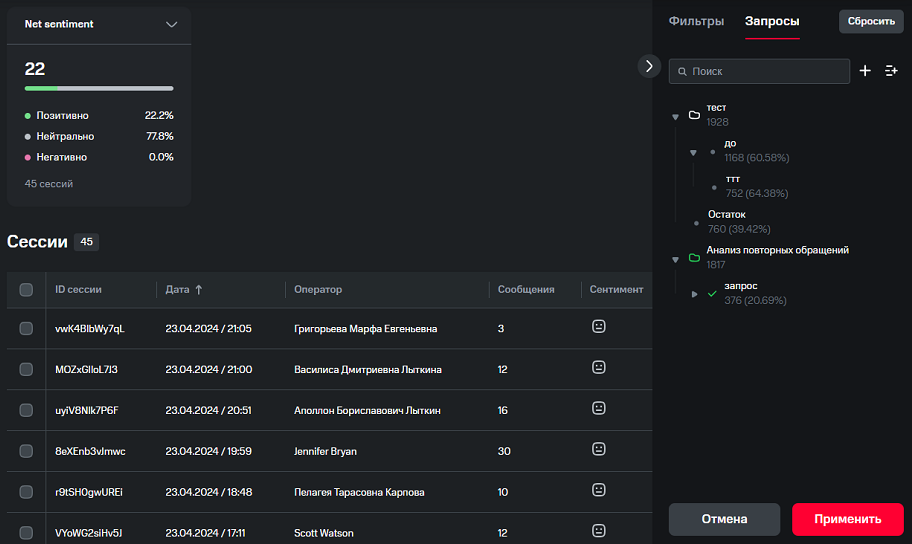 Net sentiment
22
Позитивно 22.2%
Нейтрально 77.8%
Негативно 0.0%
45 сессий
Сессии 45
ID сессии Дата Оператор Сообщения Сентимент
vwK4BIbWy7qL 23.04.2024 / 21:05 Григорьева Марфа Евгеньевна 3
MOZxGIloL7J3 23.04.2024 / 21:00 Василиса Дмитриевна Лыткина 12
uyiV8NIk7P6F 23.04.2024 / 20:51 Аполлон Бориславович Лыткин 16
8eXEnb3vJmwc 23.04.2024 / 19:59 Jennifer Bryan 30
r9tSH0gwUREi 23.04.2024 / 18:48 Пелагея Тарасовна Карпова 10
VYoWG2siHv5J 23.04.2024 / 17:11 Scott Watson 12
Фильтры Запросы Сбросить
Поиск
тест
1928
до
1168 (60.58%)
ттт
752 (64.38%)
Остаток
760 (39.42%)
Анализ повторных обращений
1817
запрос
376 (20.69%)
Отмена Применить